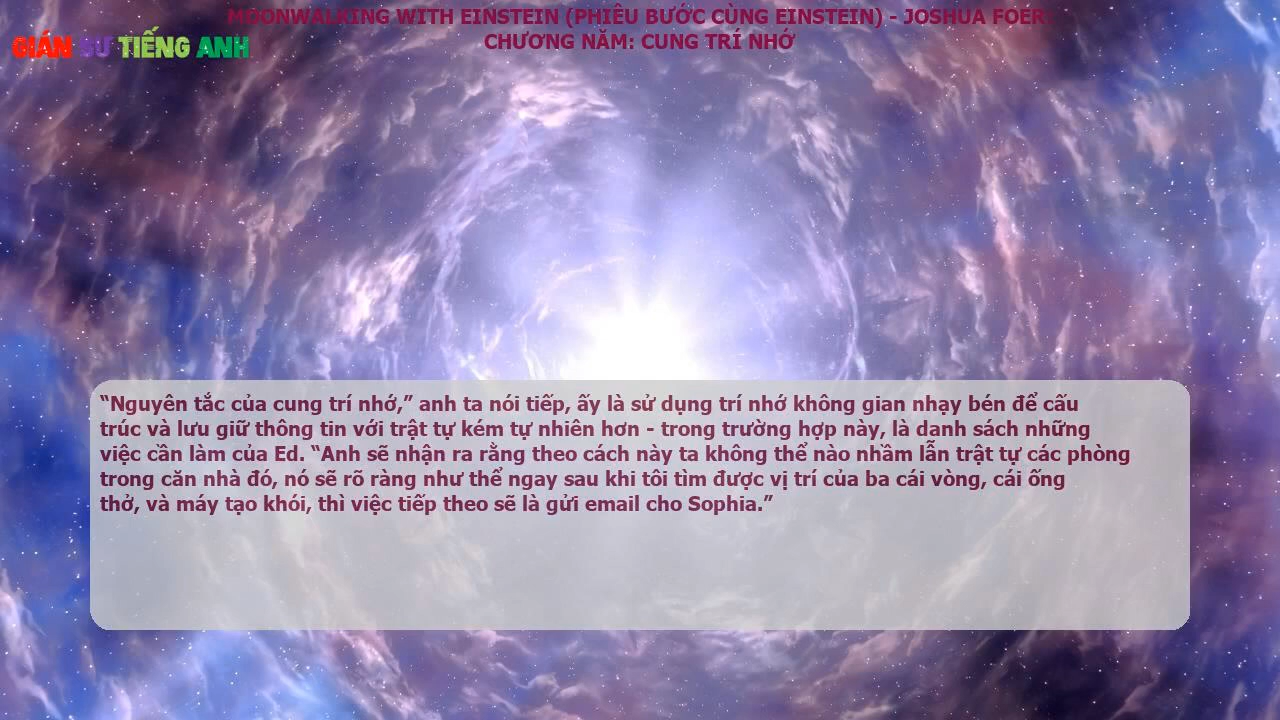 MOONWALKING WITH EINSTEIN (PHIÊU BƯỚC CÙNG EINSTEIN) - JOSHUA FOER:
CHƯƠNG NĂM: CUNG TRÍ NHỚ
GIÁN SƯ TIẾNG ANH
“Nguyên tắc của cung trí nhớ,” anh ta nói tiếp, ấy là sử dụng trí nhớ không gian nhạy bén để cấu
trúc và lưu giữ thông tin với trật tự kém tự nhiên hơn - trong trường hợp này, là danh sách những
việc cần làm của Ed. “Anh sẽ nhận ra rằng theo cách này ta không thể nào nhầm lẫn trật tự các phòng
trong căn nhà đó, nó sẽ rõ ràng như thể ngay sau khi tôi tìm được vị trí của ba cái vòng, cái ống
thở, và máy tạo khói, thì việc tiếp theo sẽ là gửi email cho Sophia.”